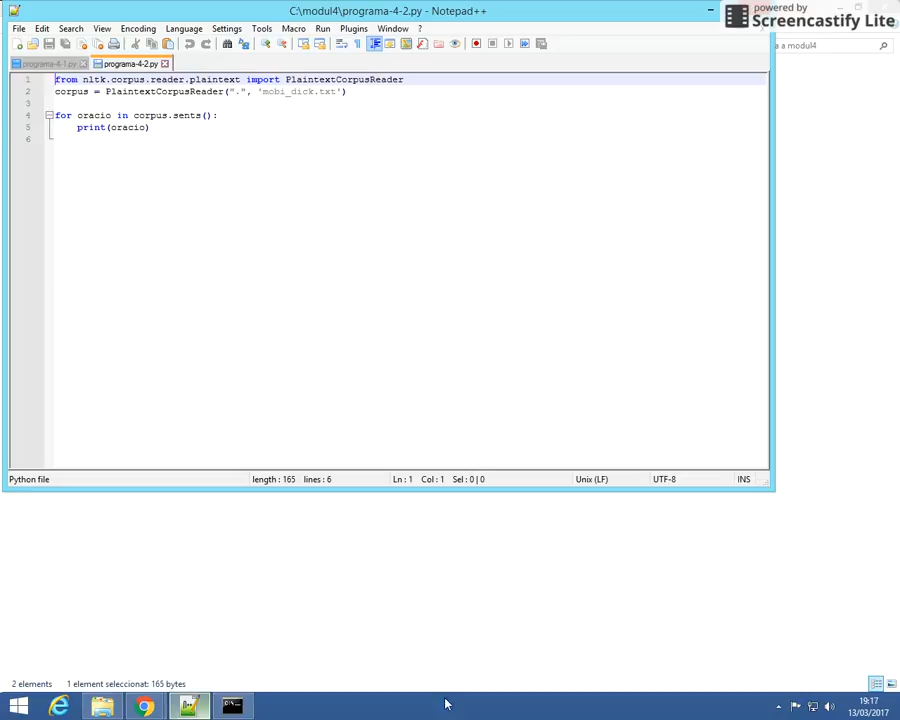 C:\modul4\programa-4-2.py - Notepad++
powered by
Screencastify Lite
File Edit Search View Encoding Language Settings Tools Macro Run Plugins Window ?
a a modul4
programa-4-1.py programa-4-2.py
1 from nltk.corpus.reader.plaintext import PlaintextCorpusReader
2 corpus = PlaintextCorpusReader(".", 'mobi_dick.txt')
3
4 for oracio in corpus.sents():
5 print(oracio)
6
Python file length : 165 lines : 6 Ln : 1 Col : 1 Sel : 0 | 0 Unix (LF) UTF-8 INS
2 elements 1 element seleccionat: 165 bytes
19:17
13/03/2017